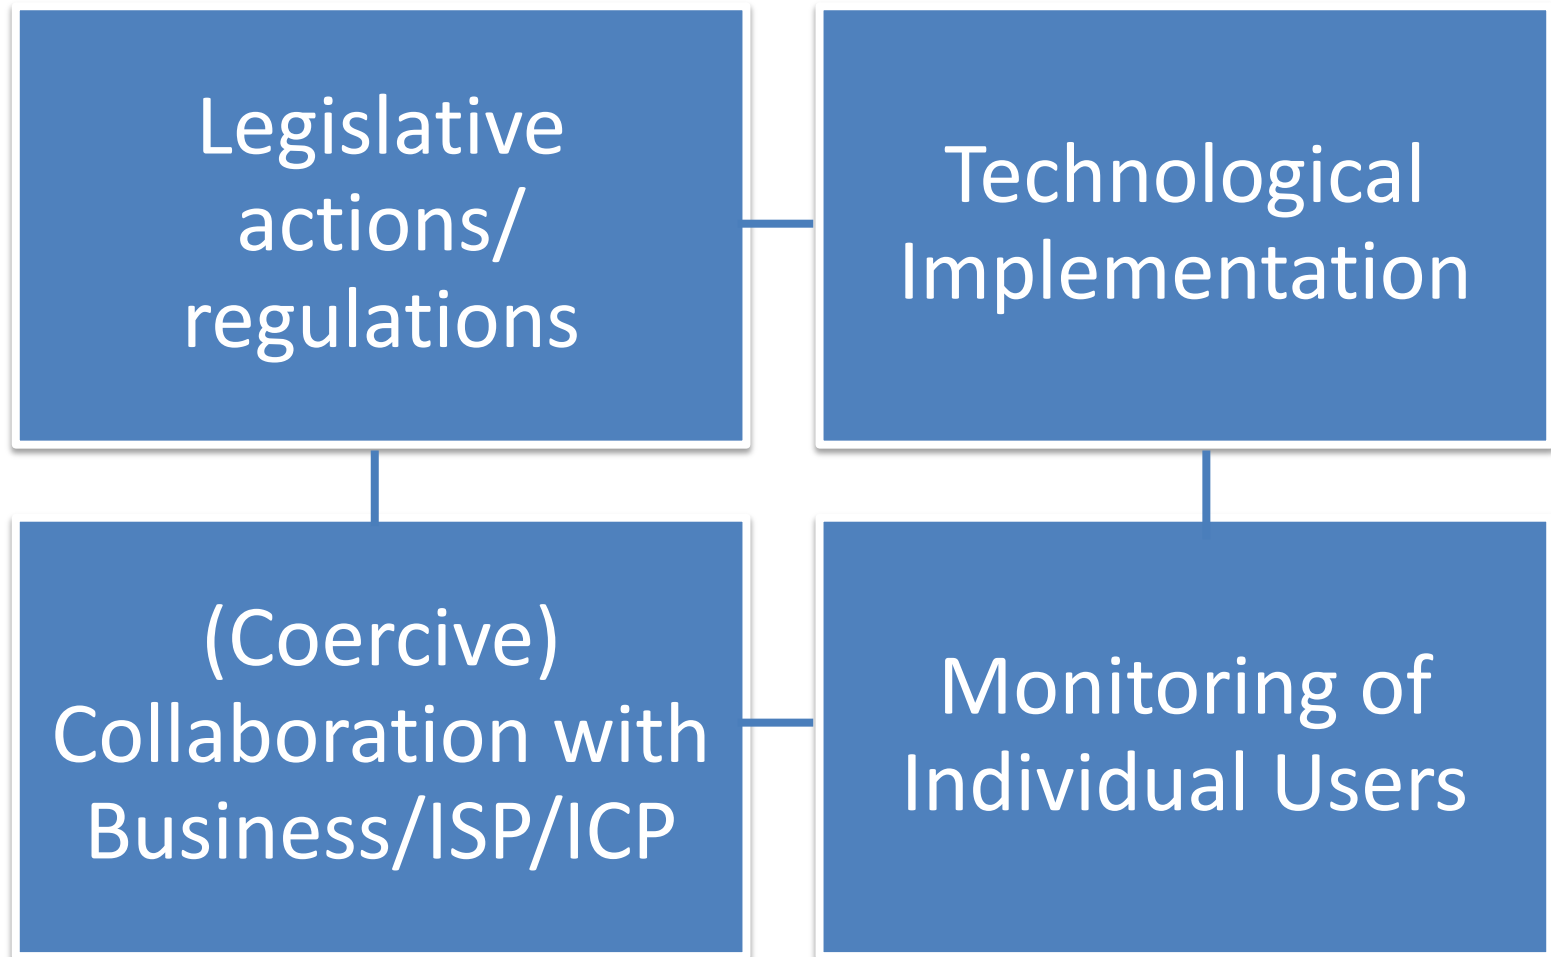 Legislative
actions/
regulations
Technological
Implementation
(Coercive)
Collaboration with
Business/ISP/ICP
Monitoring of
Individual Users